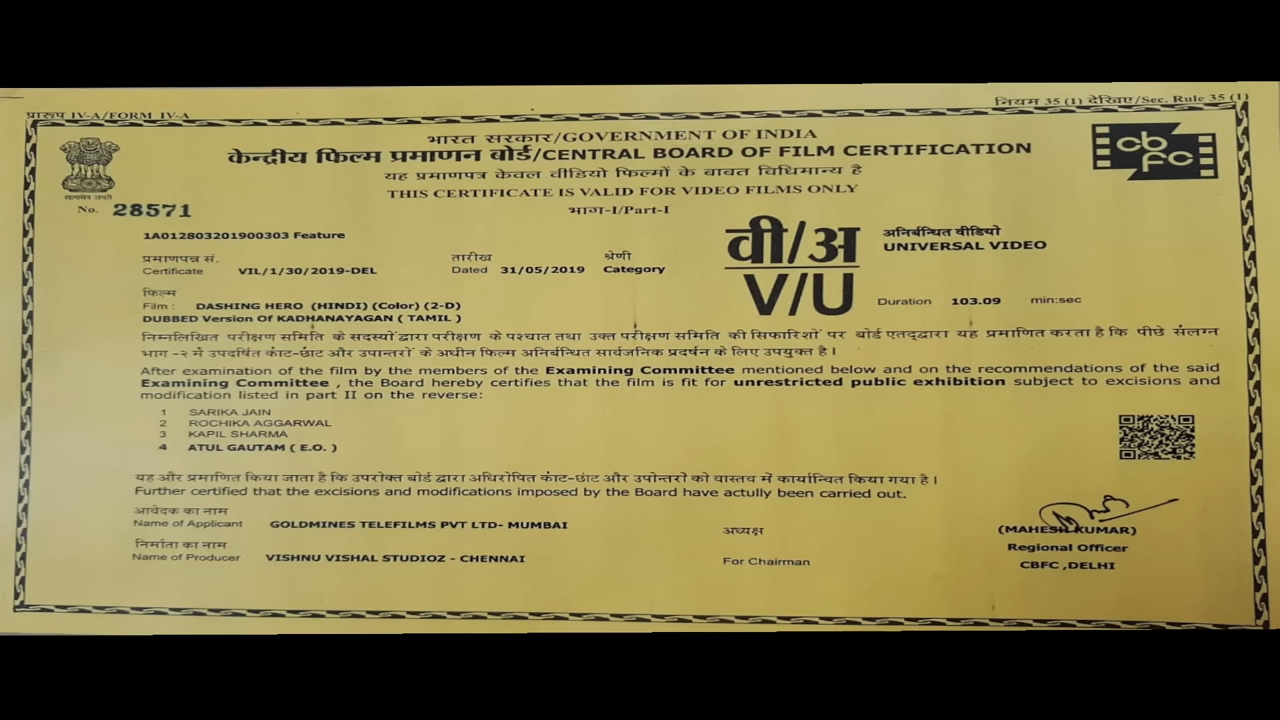 प्रारूप IV-A/FORM IV-A
नियम 35 (1) देखिए/Sec. Rule 35 (1)
भारत सरकार/GOVERNMENT OF INDIA
केन्द्रीय फिल्म प्रमाणन बोर्ड/CENTRAL BOARD OF FILM CERTIFICATION
यह प्रमाणपत्र केवल वीडियो फिल्मों के बावत विधिमान्य है
THIS CERTIFICATE IS VALID FOR VIDEO FILMS ONLY
सत्यमेव जयते
cb
fc
No. 28571
भाग-I/Part-I
1A012803201900303 Feature
वी/अ
अनिर्बन्धित वीडियो
UNIVERSAL VIDEO
प्रमाणपत्र सं. तारीख श्रेणी
Certificate VIL/1/30/2019-DEL Dated 31/05/2019 Category
V/U
फिल्म
Film : DASHING HERO (HINDI) (Color) (2-D)
Duration 103.09 min:sec
DUBBED Version Of KADHANAYAGAN ( TAMIL )
निम्नलिखित परीक्षण समिति के सदस्यों द्वारा परीक्षण के पश्चात तथा उक्त परीक्षण समिति की सिफारिशों पर बोर्ड एतद्द्वारा यह प्रमाणित करता है कि पीछे संलग्न
भाग -२ में उपदर्षित कांट-छांट और उपान्तरों के अधीन फिल्म अनिर्बन्धित सार्वजनिक प्रदर्षन के लिए उपयुक्त है।
After examination of the film by the members of the Examining Committee mentioned below and on the recommendations of the said
Examining Committee , the Board hereby certifies that the film is fit for unrestricted public exhibition subject to excisions and
modification listed in part II on the reverse:
1 SARIKA JAIN
2 ROCHIKA AGGARWAL
3 KAPIL SHARMA
4 ATUL GAUTAM ( E.O. )
यह और प्रमाणित किया जाता है कि उपरोक्त बोर्ड द्वारा अधिरोपित कांट-छांट और उपोन्तरों को वास्तव में कार्यान्वित किया गया है।
Further certified that the excisions and modifications imposed by the Board have actully been carried out.
आवेदक का नाम
Name of Applicant GOLDMINES TELEFILMS PVT LTD- MUMBAI
अध्यक्ष
(MAHESH KUMAR)
निर्माता का नाम
Regional Officer
Name of Producer VISHNU VISHAL STUDIOZ - CHENNAI
For Chairman
CBFC ,DELHI